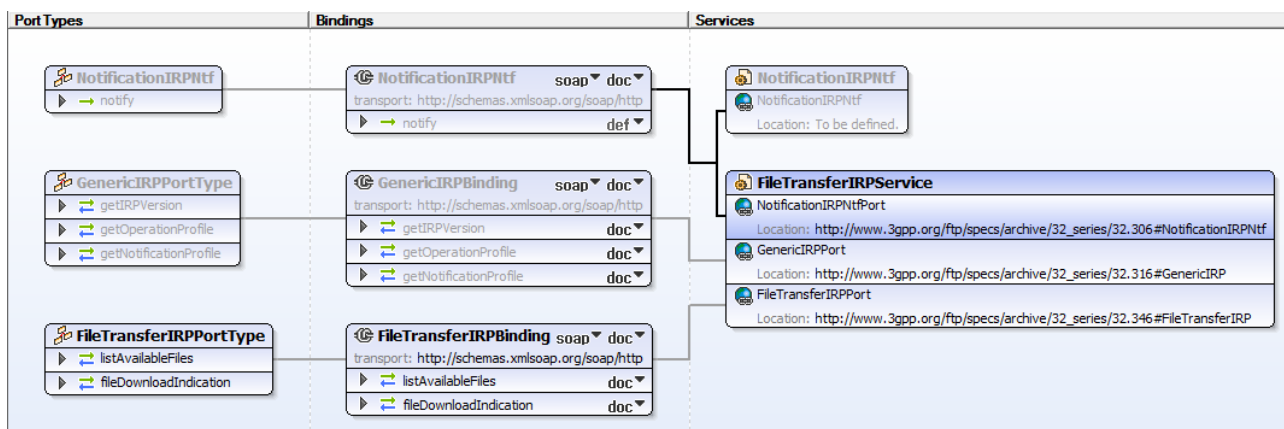 Port Types
Bindings
Services
NotificationIRPNtf
notify
NotificationIRPNtf soap doc
transport: http://schemas.xmlsoap.org/soap/http
notify def
NotificationIRPNtf
NotificationIRPNtf
Location: To be defined.
GenericIRPPortType
getIRPVersion
getOperationProfile
getNotificationProfile
GenericIRPBinding soap doc
transport: http://schemas.xmlsoap.org/soap/http
getIRPVersion doc
getOperationProfile doc
getNotificationProfile doc
FileTransferIRPService
NotificationIRPNtfPort
Location: http://www.3gpp.org/ftp/specs/archive/32_series/32.306#NotificationIRPNtf
GenericIRPPort
Location: http://www.3gpp.org/ftp/specs/archive/32_series/32.316#GenericIRP
FileTransferIRPPort
Location: http://www.3gpp.org/ftp/specs/archive/32_series/32.346#FileTransferIRP
FileTransferIRPPortType
listAvailableFiles
fileDownloadIndication
FileTransferIRPBinding soap doc
transport: http://schemas.xmlsoap.org/soap/http
listAvailableFiles doc
fileDownloadIndication doc